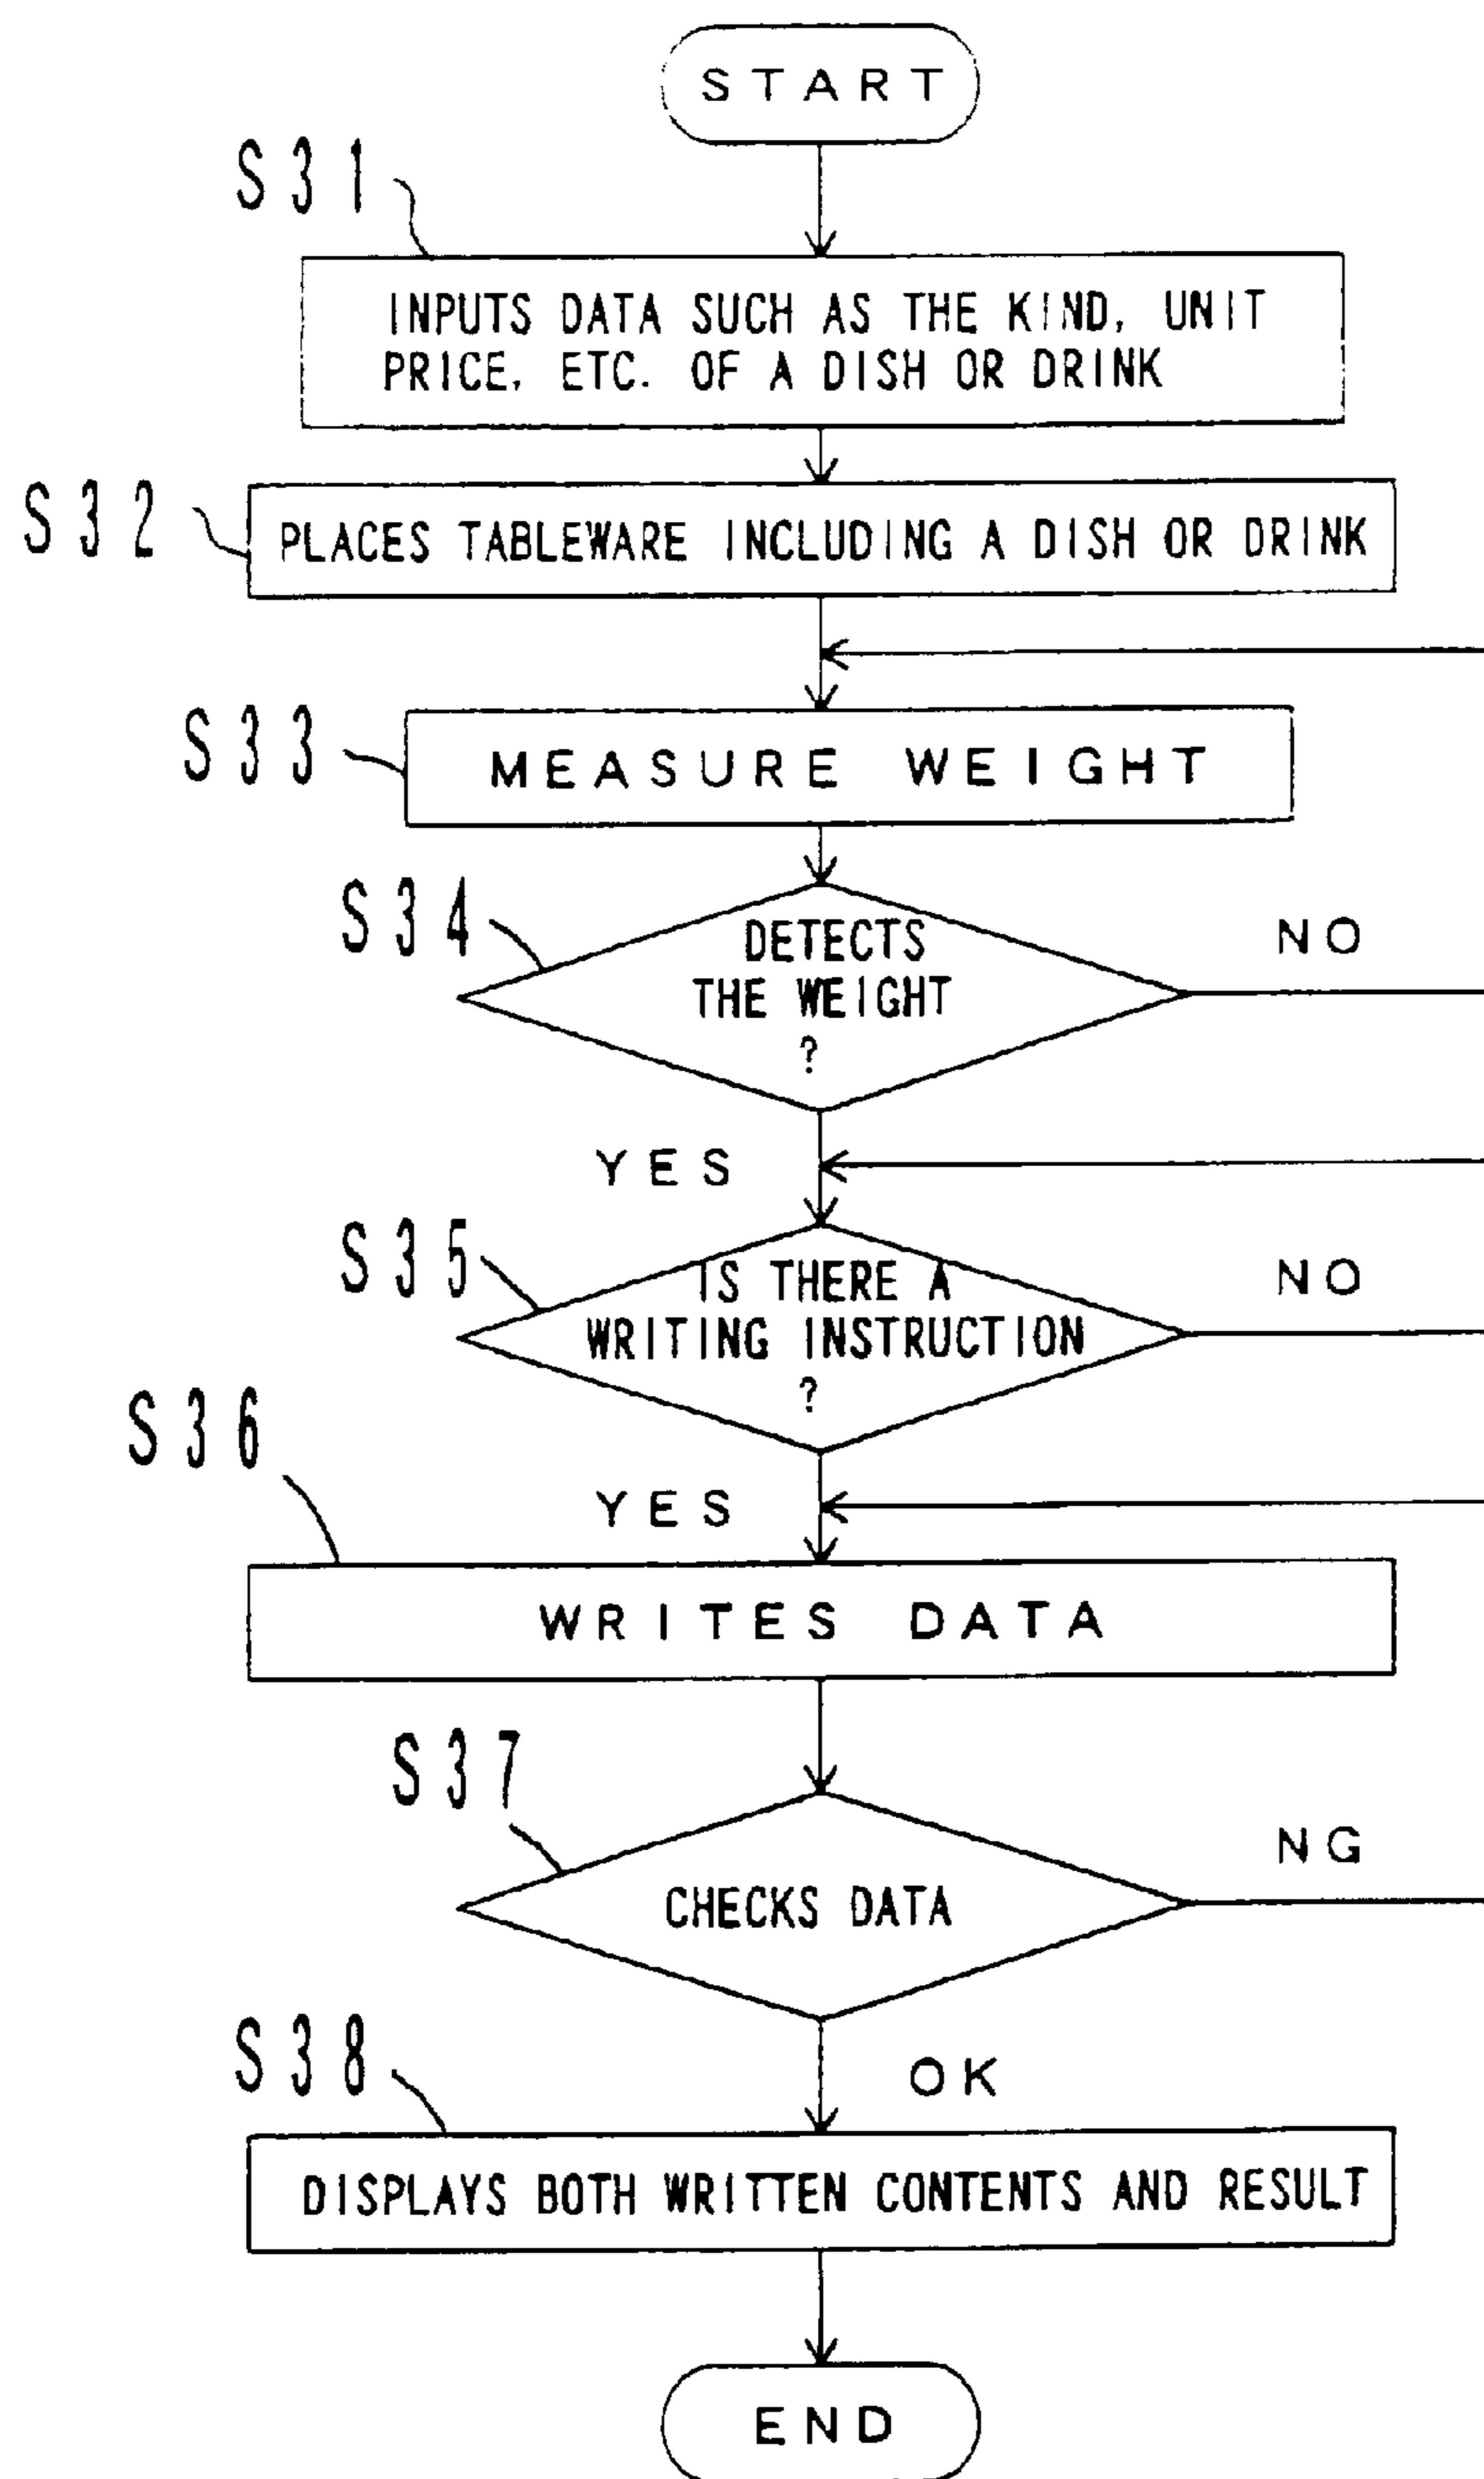 START
S31
INPUTS DATA SUCH AS THE KIND, UNIT
PRICE, ETC. OF A DISH OR DRINK
S32
PLACES TABLEWARE INCLUDING A DISH OR DRINK
S33
MEASURE WEIGHT
S34
DETECTS
THE WEIGHT
?
NO
YES
S35
IS THERE A
WRITING INSTRUCTION
?
NO
YES
S36
WRITES DATA
S37
CHECKS DATA
NG
OK
S38
DISPLAYS BOTH WRITTEN CONTENTS AND RESULT
END